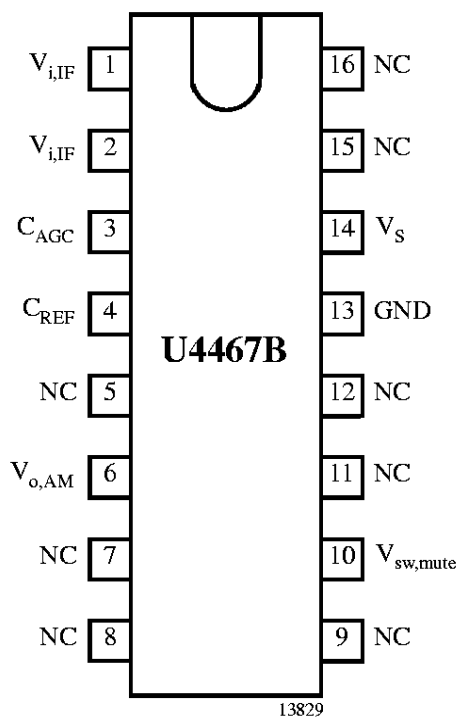 V_i,IF 1 16 NC
V_i,IF 2 15 NC
C_AGC 3 14 V_S
C_REF 4 13 GND
U4467B
NC 5 12 NC
V_o,AM 6 11 NC
NC 7 10 V_sw,mute
NC 8 9 NC
13829